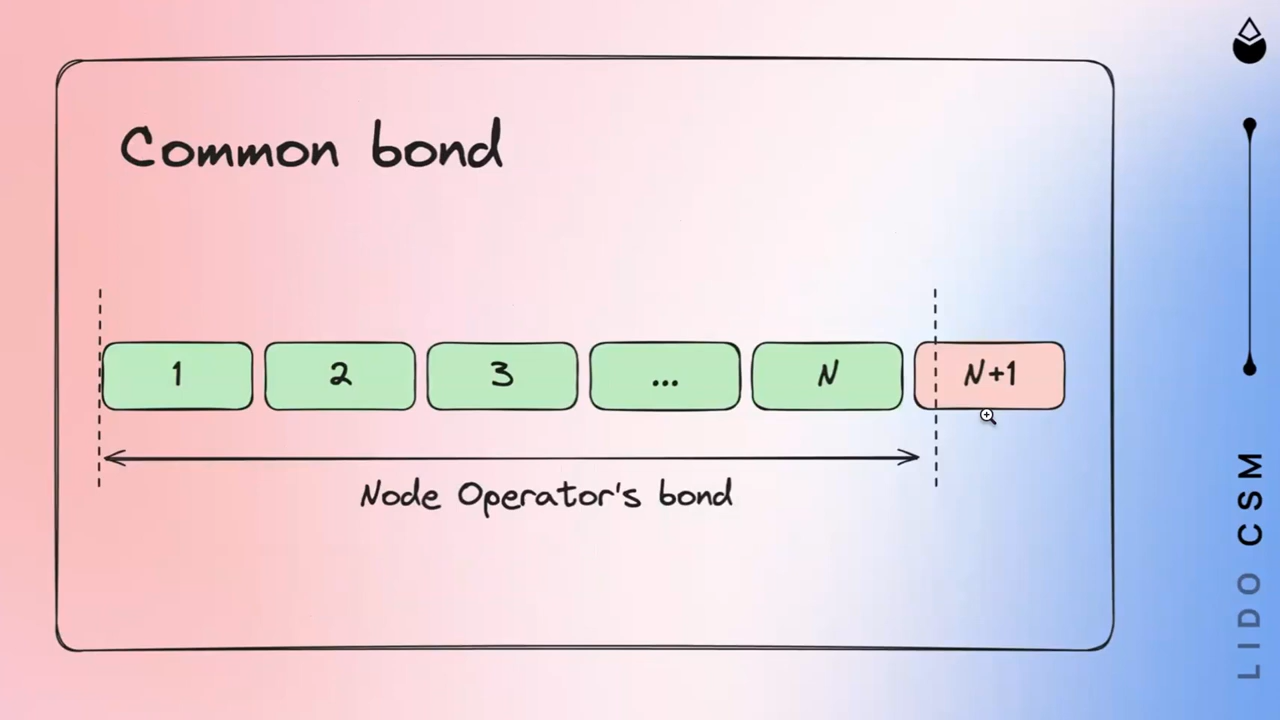 Common bond
1 2 3 ... N N+1
Node Operator's bond
LIDO CSM